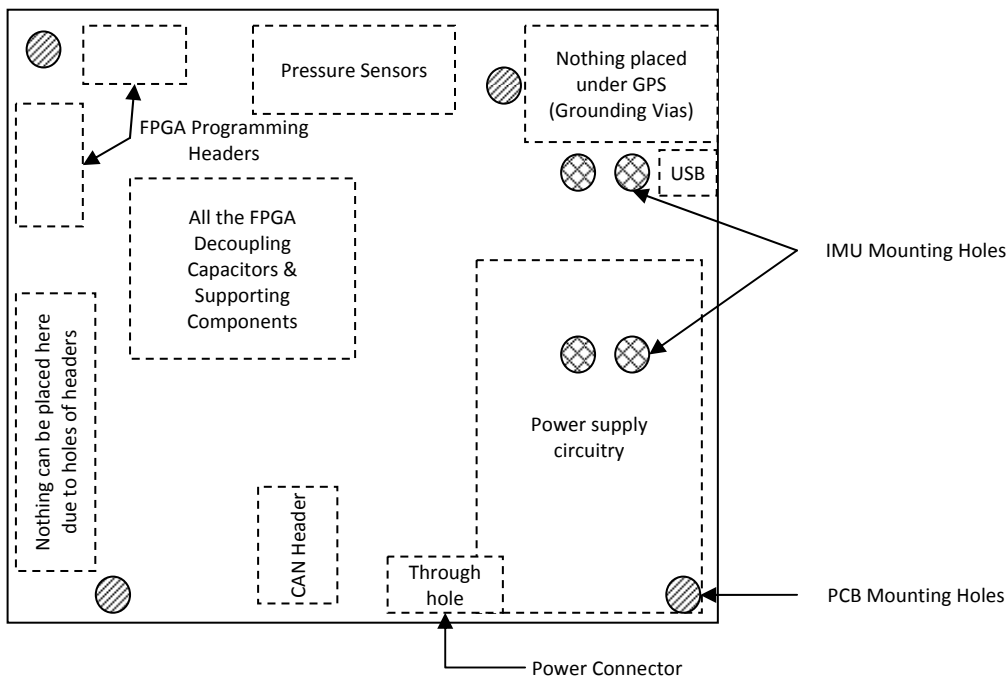 Pressure Sensors
Nothing placed
under GPS
(Grounding Vias)
FPGA Programming
Headers
USB
All the FPGA
Decoupling
Capacitors &
Supporting
Components
IMU Mounting Holes
Nothing can be placed here
due to holes of headers
Power supply
circuitry
CAN Header
Through
hole
PCB Mounting Holes
Power Connector